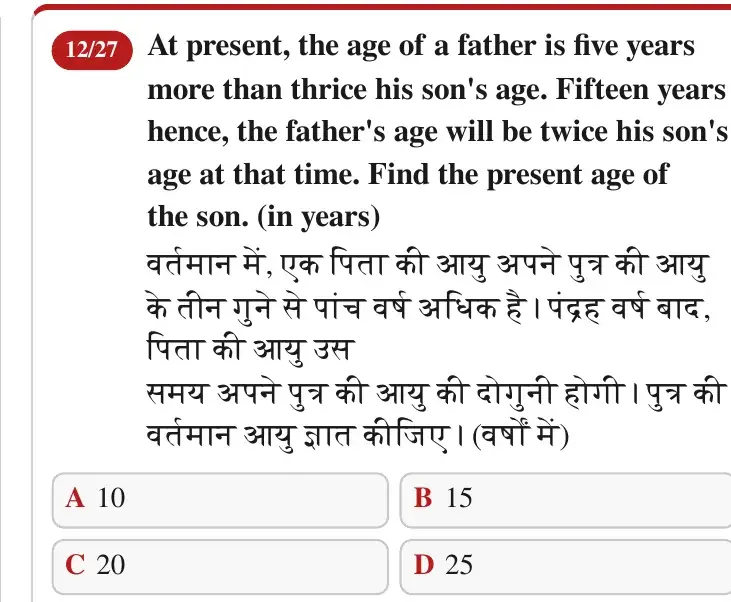 12/27 At present, the age of a father is five years
more than thrice his son's age. Fifteen years
hence, the father's age will be twice his son's
age at that time. Find the present age of
the son. (in years)
वर्तमान में, एक पिता की आयु अपने पुत्र की आयु
के तीन गुने से पांच वर्ष अधिक है। पंद्रह वर्ष बाद,
पिता की आयु उस
समय अपने पुत्र की आयु की दोगुनी होगी। पुत्र की
वर्तमान आयु ज्ञात कीजिए। (वर्षों में)
A 10
B 15
C 20
D 25